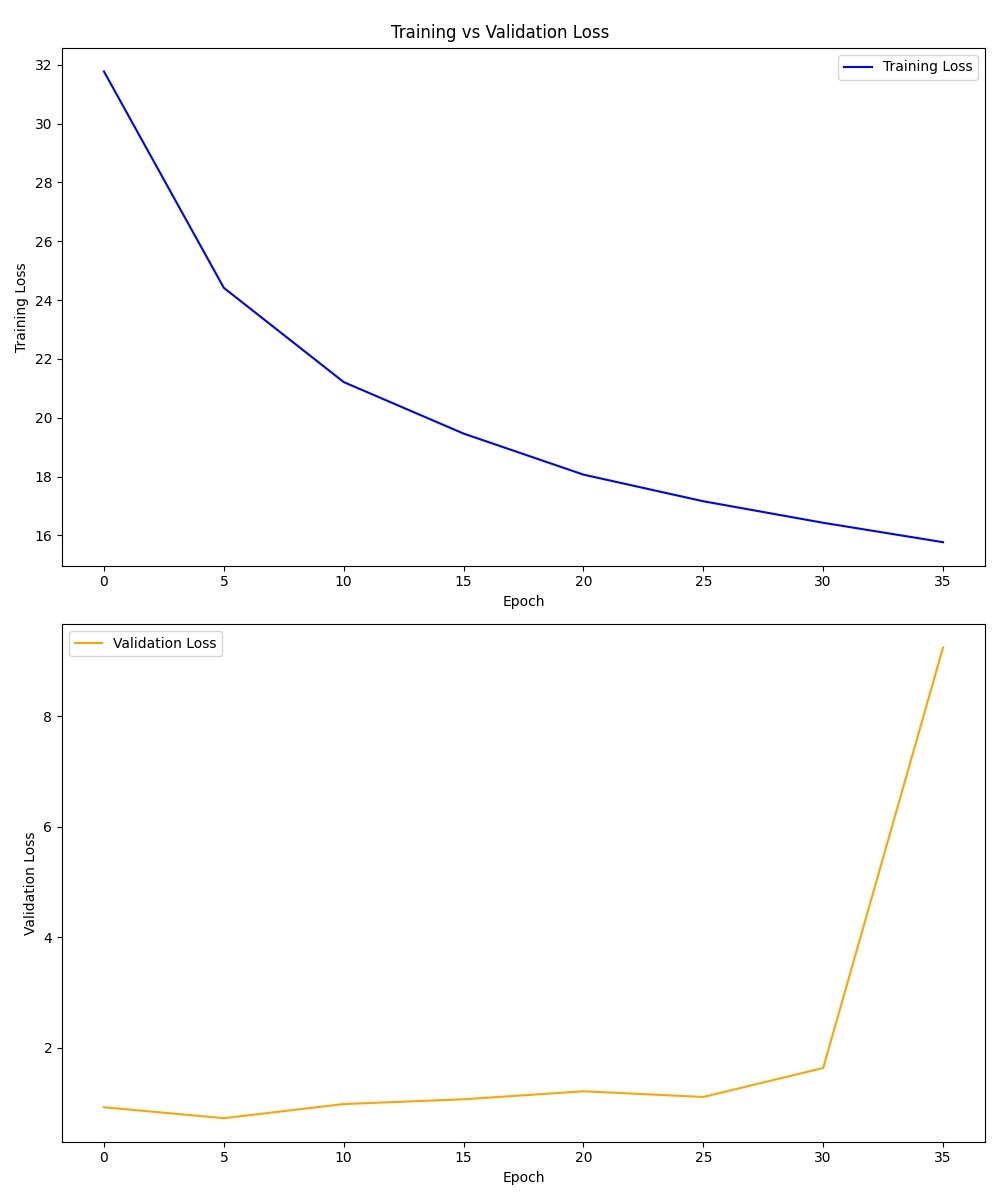 Training vs Validation Loss
Training Loss
32
30
28
26
24
22
20
18
16
Training Loss
0 5 10 15 20 25 30 35
Epoch
Validation Loss
8
6
4
2
Validation Loss
0 5 10 15 20 25 30 35
Epoch